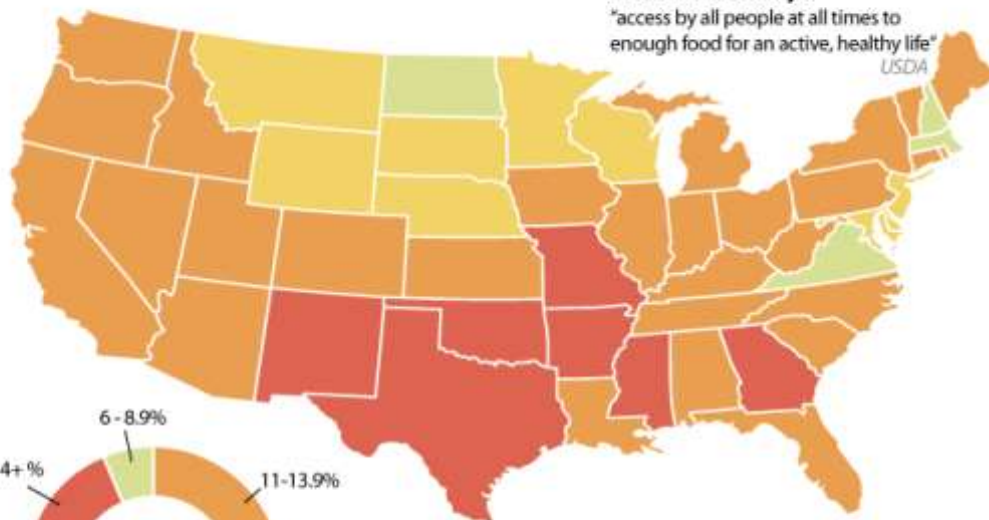 "access by all people at all times to
enough food for an active, healthy life"
USDA
6 - 8.9%
4+ %
11-13.9%